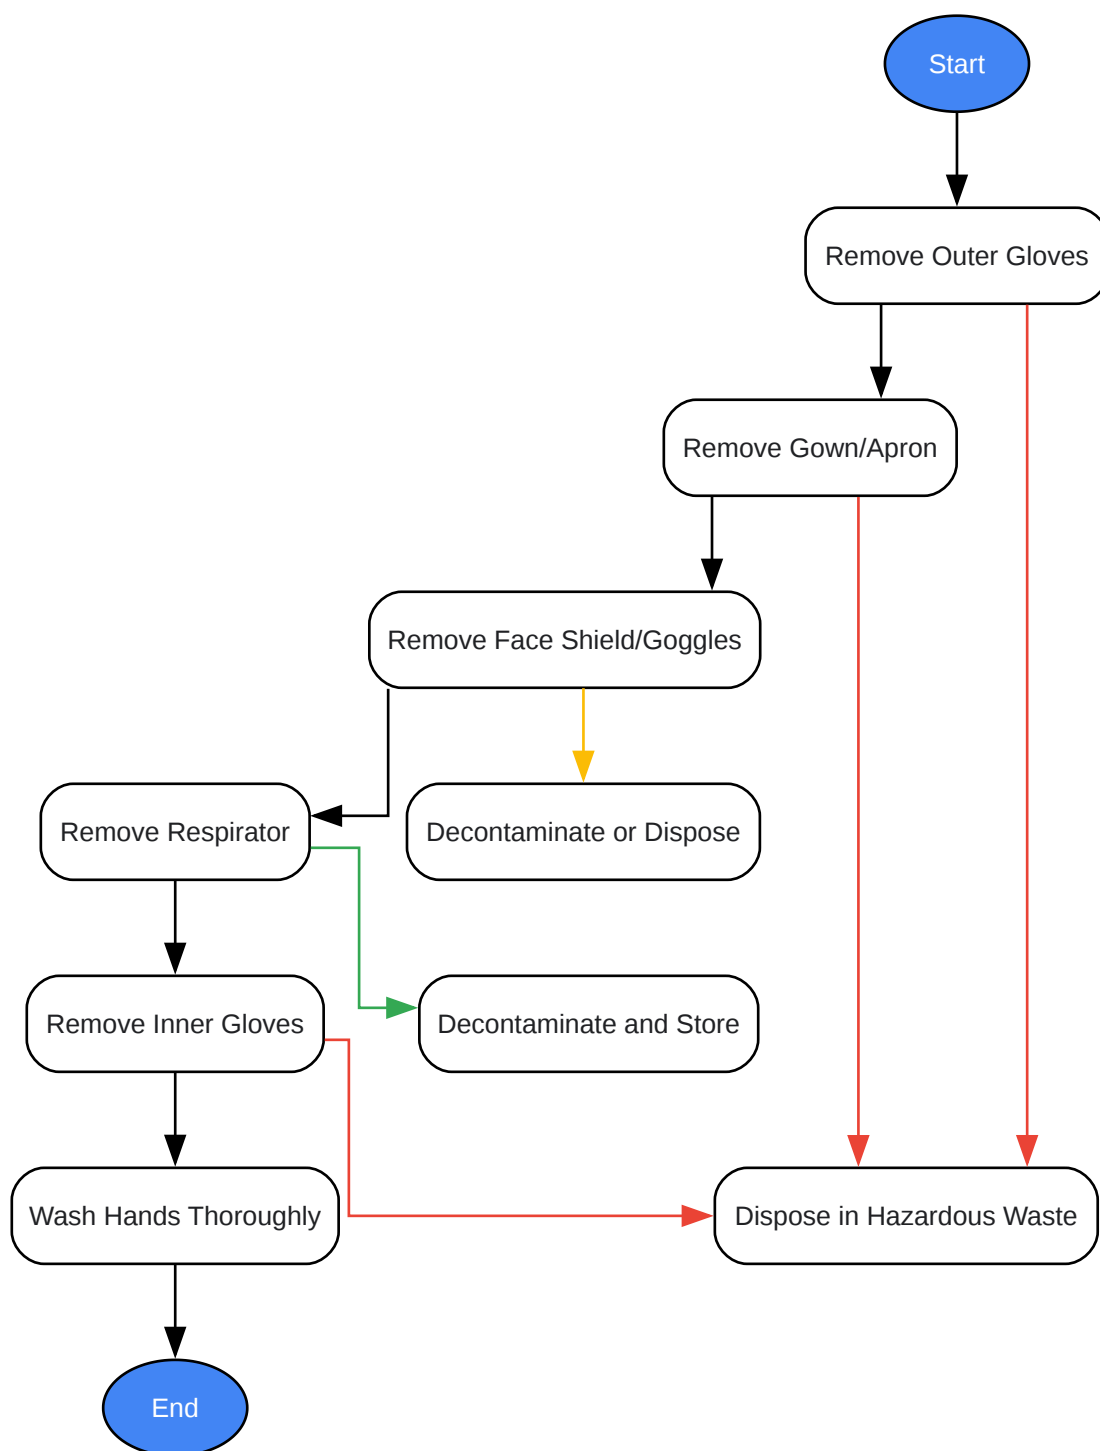 Start
Remove Outer Gloves
Remove Gown/Apron
Remove Face Shield/Goggles
Remove Respirator
Decontaminate or Dispose
Remove Inner Gloves
Decontaminate and Store
Wash Hands Thoroughly
Dispose in Hazardous Waste
End